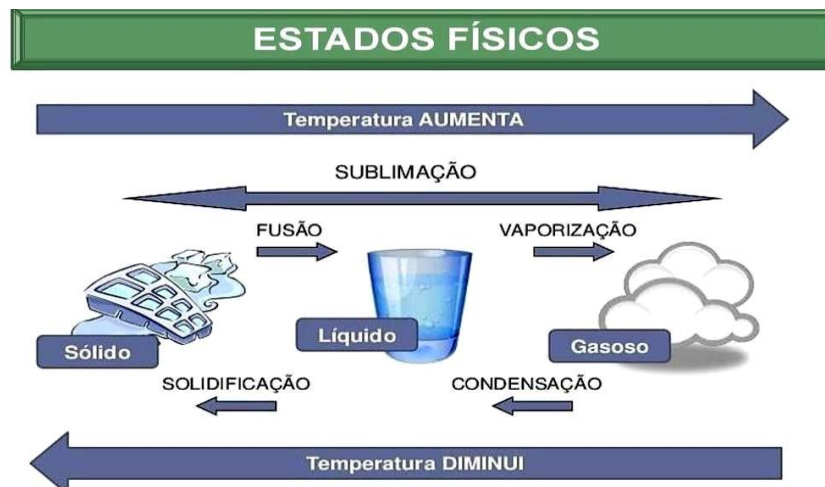 ESTADOS FÍSICOS
Temperatura AUMENTA
SUBLIMAÇÃO
FUSÃO
VAPORIZAÇÃO
Sólido
Líquido
Gasoso
SOLIDIFICAÇÃO
CONDENSAÇÃO
Temperatura DIMINUI